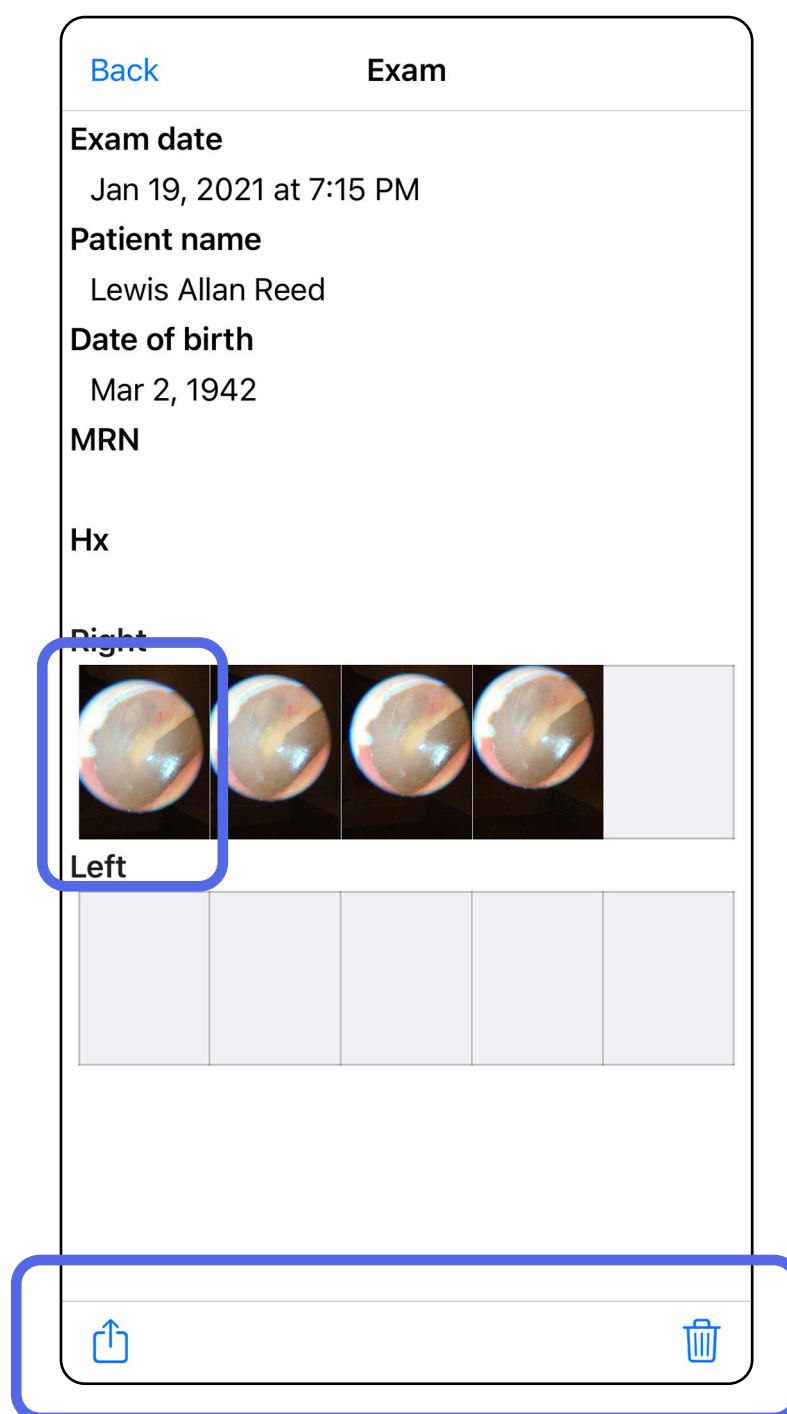 Back
Exam
Exam date
Jan 19, 2021 at 7:15 PM
Patient name
Lewis Allan Reed
Date of birth
Mar 2, 1942
MRN
Hx
Right
Left